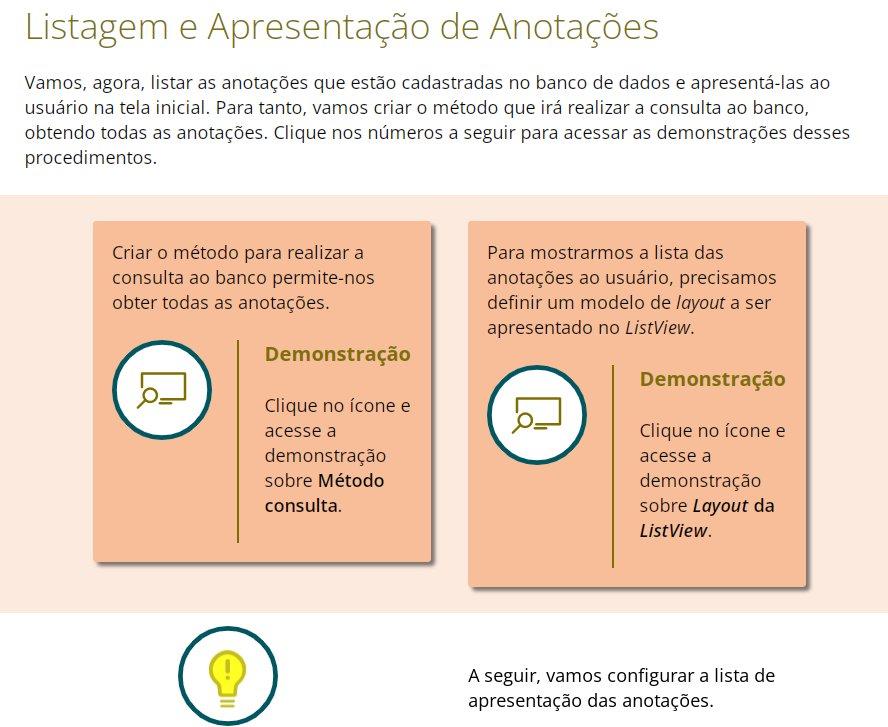 Listagem e Apresentação de Anotações
Vamos, agora, listar as anotações que estão cadastradas no banco de dados e apresentá-las ao
usuário na tela inicial. Para tanto, vamos criar o método que irá realizar a consulta ao banco,
obtendo todas as anotações. Clique nos números a seguir para acessar as demonstrações desses
procedimentos.
Criar o método para realizar a
consulta ao banco permite-nos
obter todas as anotações.
Demonstração
Clique no ícone e
acesse a
demonstração
sobre Método
consulta.
Para mostrarmos a lista das
anotações ao usuário, precisamos
definir um modelo de layout a ser
apresentado no ListView.
Demonstração
Clique no ícone e
acesse a
demonstração
sobre Layout da
ListView.
A seguir, vamos configurar a lista de
apresentação das anotações.